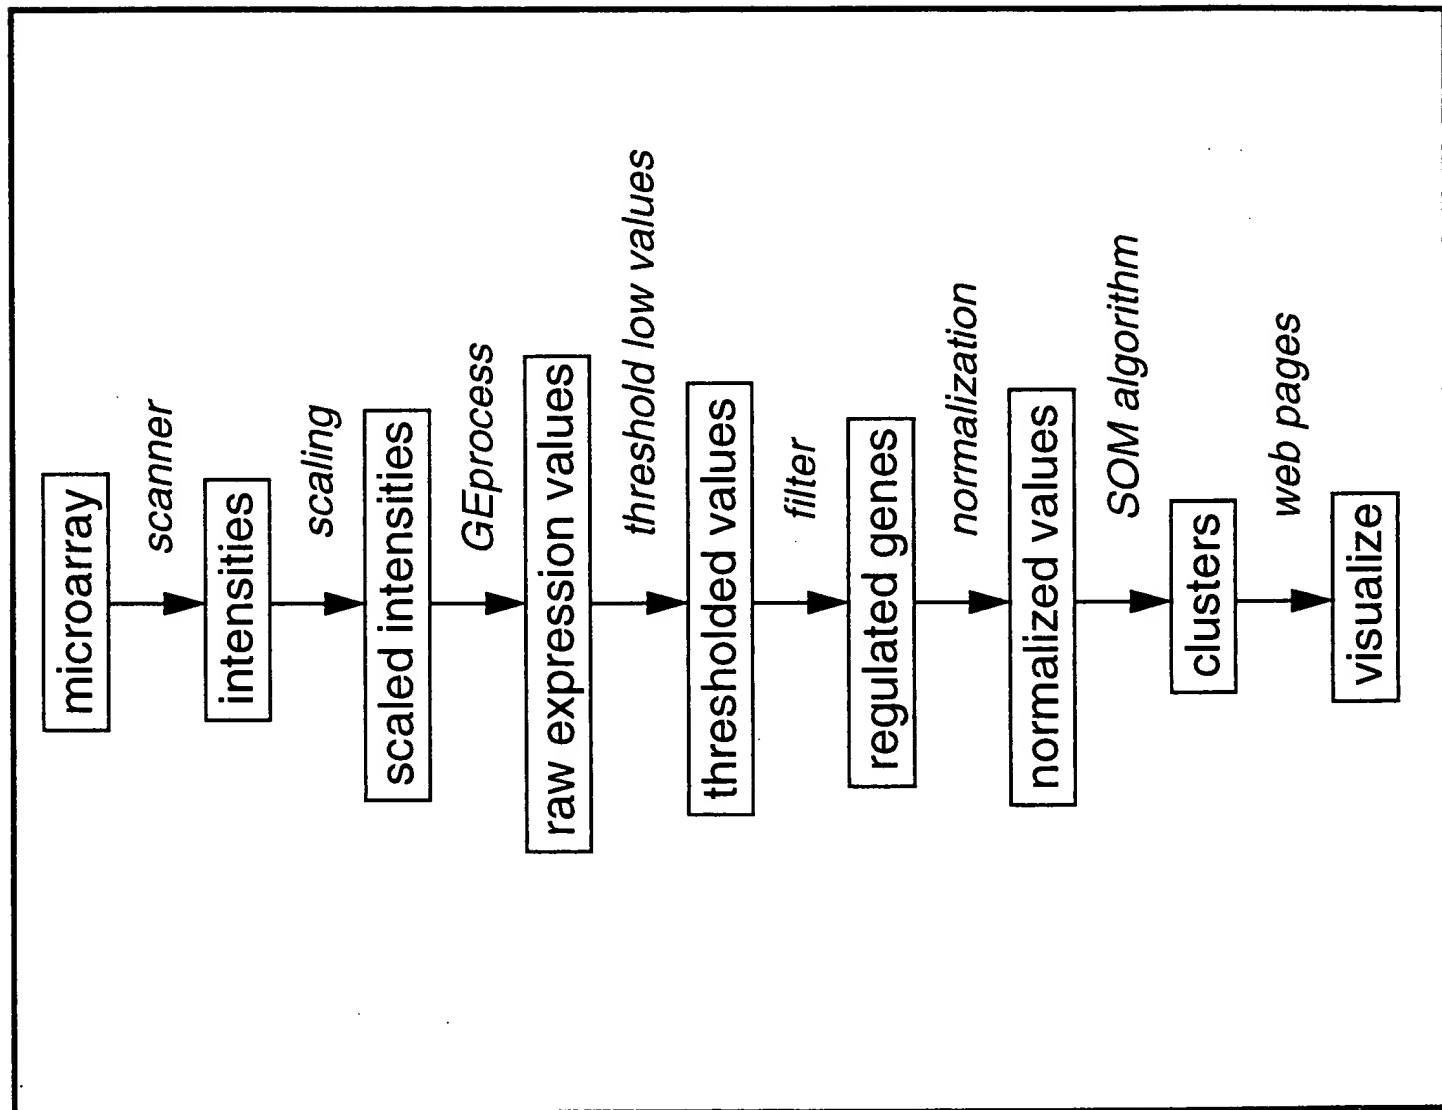 microarray
scanner
intensities
scaling
scaled intensities
GEprocess
raw expression values
threshold low values
thresholded values
filter
regulated genes
normalization
normalized values
SOM algorithm
clusters
web pages
visualize